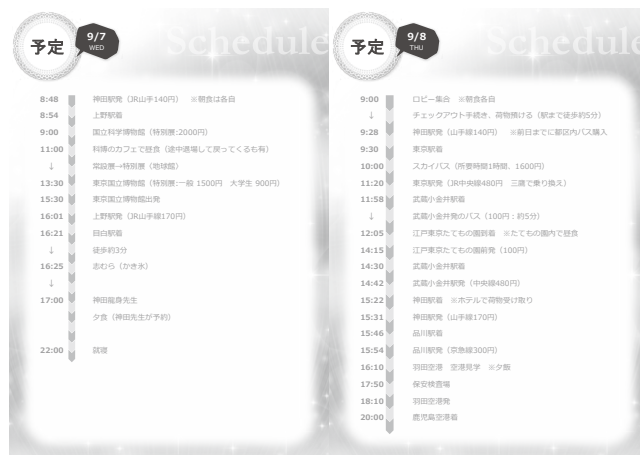 予定
9/7
WED
Schedule
8:48 神田駅発（JR山手140円） ※朝食は各自
8:54 上野駅着
9:00 国立科学博物館（特別展:2000円）
11:00 科博のカフェで昼食（途中退場して戻ってくるも有）
↓ 常設展→特別展〈地球館〉
13:30 東京国立博物館（特別展:一般 1500円 大学生 900円）
15:30 東京国立博物館出発
16:01 上野駅発（JR山手線170円）
16:21 目白駅着
↓ 徒歩約3分
16:25 志むら（かき氷）
↓
17:00 神田龍身先生
夕食（神田先生が予約）
22:00 就寝
予定
9/8
THU
Schedule
9:00 ロビー集合 ※朝食各自
↓ チェックアウト手続き、荷物預ける（駅まで徒歩約5分）
9:28 神田駅発（山手線140円） ※前日までに都区内パス購入
9:30 東京駅着
10:00 スカイバス（所要時間1時間、1600円）
11:20 東京駅発（JR中央線480円 三鷹で乗り換え）
11:58 武蔵小金井駅着
↓ 武蔵小金井発のバス（100円：約5分）
12:05 江戸東京たてもの園到着 ※たてもの園内で昼食
14:15 江戸東京たてもの園前発（100円）
14:30 武蔵小金井駅着
14:42 武蔵小金井駅発（中央線480円）
15:22 神田駅着 ※ホテルで荷物受け取り
15:31 神田駅発（山手線170円）
15:46 品川駅着
15:54 品川駅発（京急線300円）
16:10 羽田空港 空港見学 ※夕飯
17:50 保安検査場
18:10 羽田空港発
20:00 鹿児島空港着